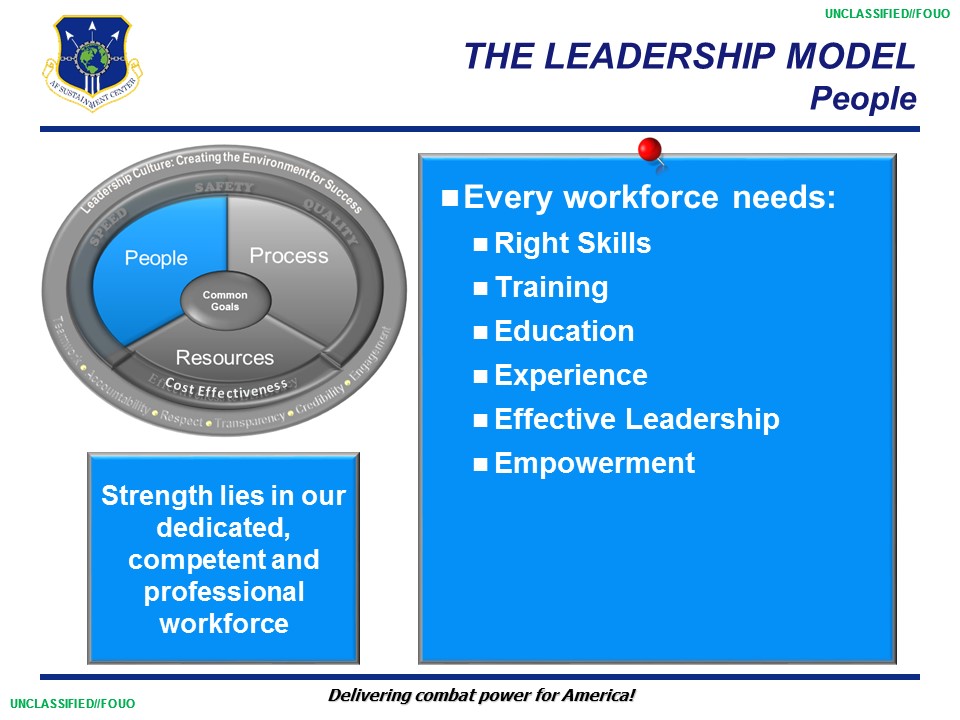 UNCLASSIFIED//FOUO
AF SUSTAINMENT CENTER
THE LEADERSHIP MODEL
People
Leadership Culture: Creating the Environment for Success
SPEED
SAFETY
QUALITY
People
Process
Common
Goals
Resources
Cost Effectiveness
Teamwork • Accountability • Respect • Transparency • Credibility • Engagement
Every workforce needs:
Right Skills
Training
Education
Experience
Effective Leadership
Empowerment
Strength lies in our
dedicated,
competent and
professional
workforce
Delivering combat power for America!
UNCLASSIFIED//FOUO